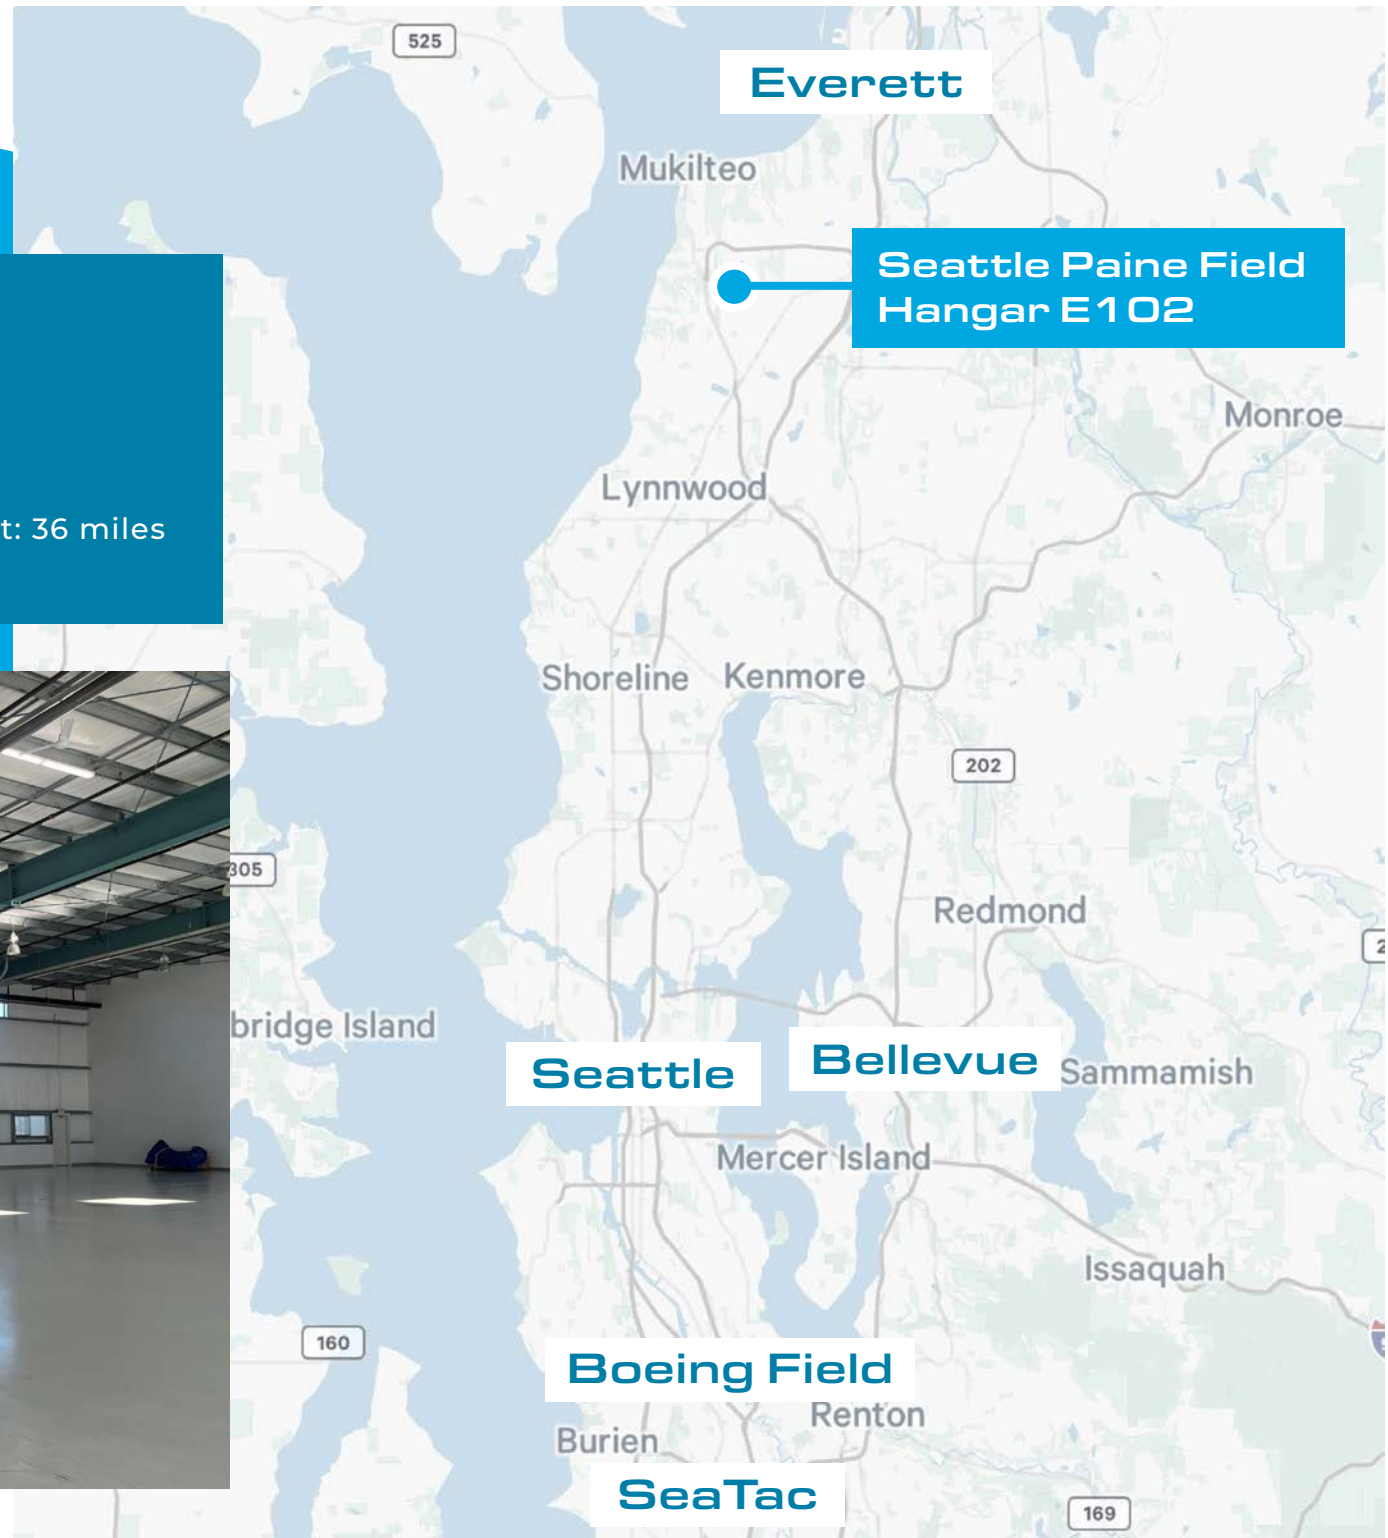 525
Everett
Mukilteo
Seattle Paine Field
Hangar E102
Monroe
Lynnwood
t: 36 miles
Shoreline
Kenmore
202
305
Redmond
bridge Island
Seattle
Bellevue
Sammamish
Mercer Island
Issaquah
160
Boeing Field
Renton
Burien
SeaTac
169